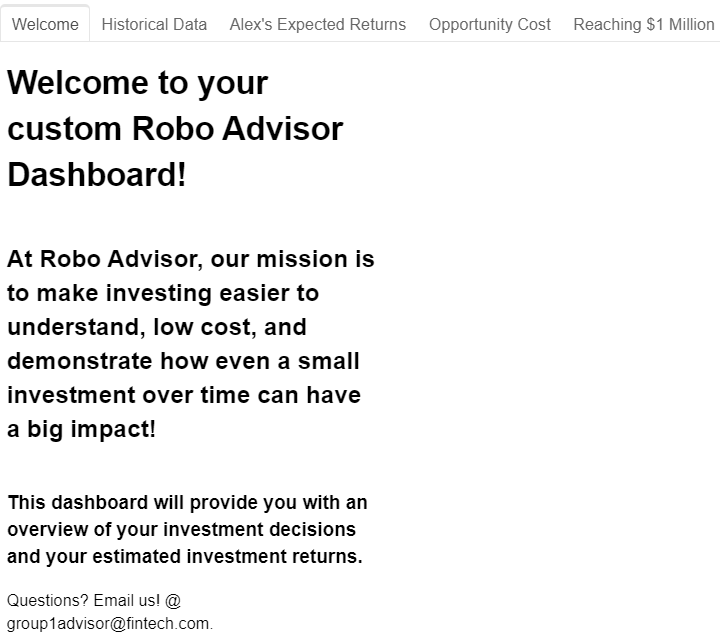 Welcome Historical Data Alex's Expected Returns Opportunity Cost Reaching $1 Million
Welcome to your
custom Robo Advisor
Dashboard!
At Robo Advisor, our mission is
to make investing easier to
understand, low cost, and
demonstrate how even a small
investment over time can have
a big impact!
This dashboard will provide you with an
overview of your investment decisions
and your estimated investment returns.
Questions? Email us! @
group1advisor@fintech.com.